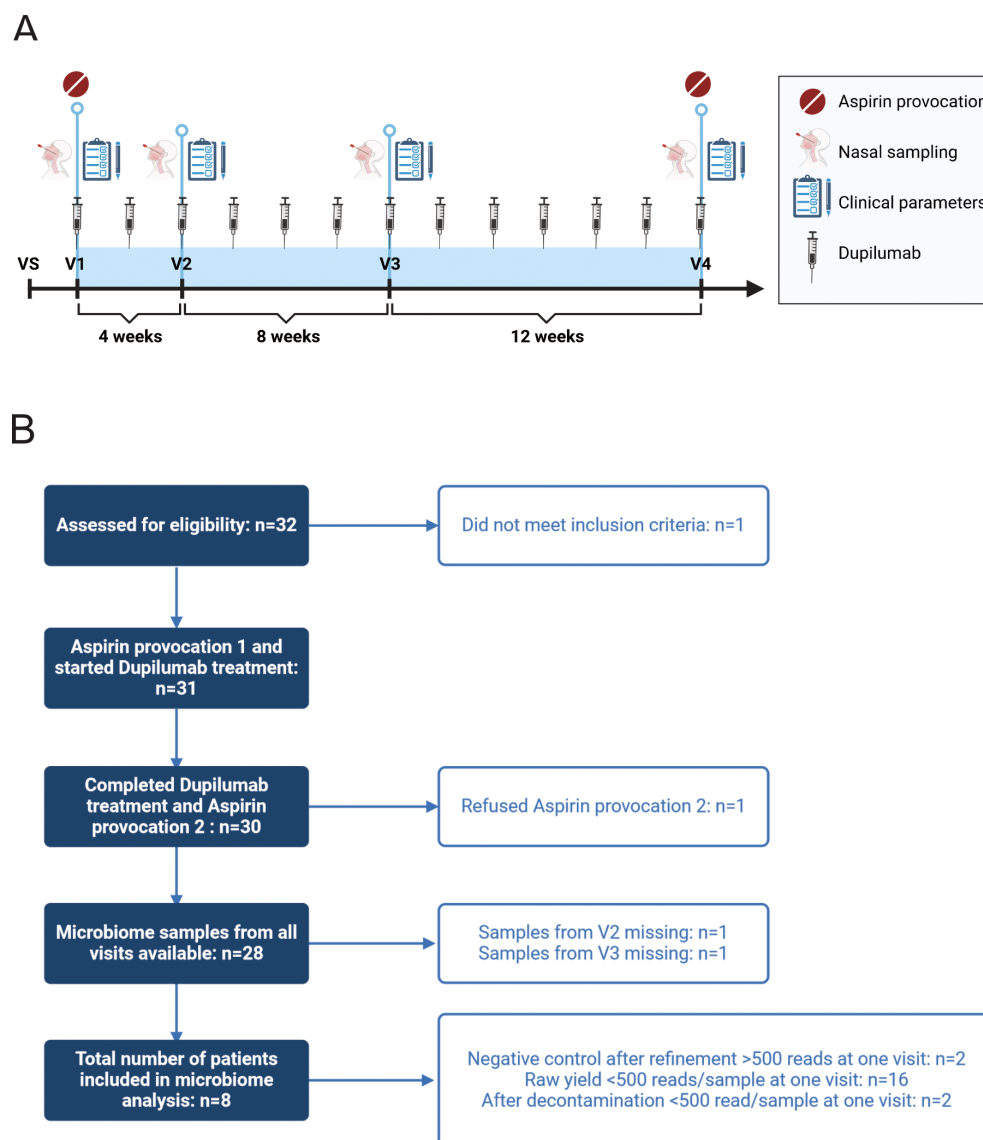 A
Aspirin provocation
Nasal sampling
Clinical parameters
Dupilumab
VS V1 V2 V3 V4
4 weeks 8 weeks 12 weeks
B
Assessed for eligibility: n=32
Did not meet inclusion criteria: n=1
Aspirin provocation 1 and
started Dupilumab treatment:
n=31
Completed Dupilumab
treatment and Aspirin
provocation 2 : n=30
Refused Aspirin provocation 2: n=1
Microbiome samples from all
visits available: n=28
Samples from V2 missing: n=1
Samples from V3 missing: n=1
Total number of patients
included in microbiome
analysis: n=8
Negative control after refinement >500 reads at one visit: n=2
Raw yield <500 reads/sample at one visit: n=16
After decontamination <500 read/sample at one visit: n=2